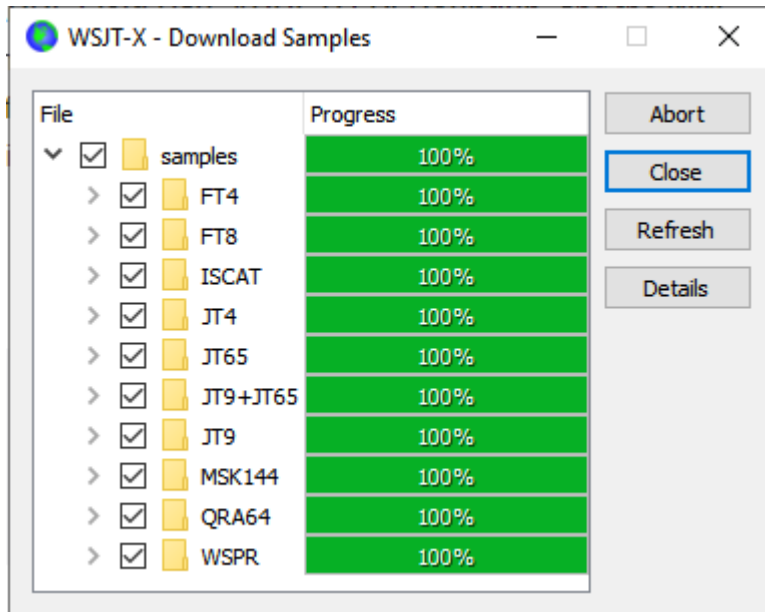 WSJT-X - Download Samples
File Progress Abort
samples 100%
Close
FT4 100%
FT8 100% Refresh
ISCAT 100%
Details
JT4 100%
JT65 100%
JT9+JT65 100%
JT9 100%
MSK144 100%
QRA64 100%
WSPR 100%